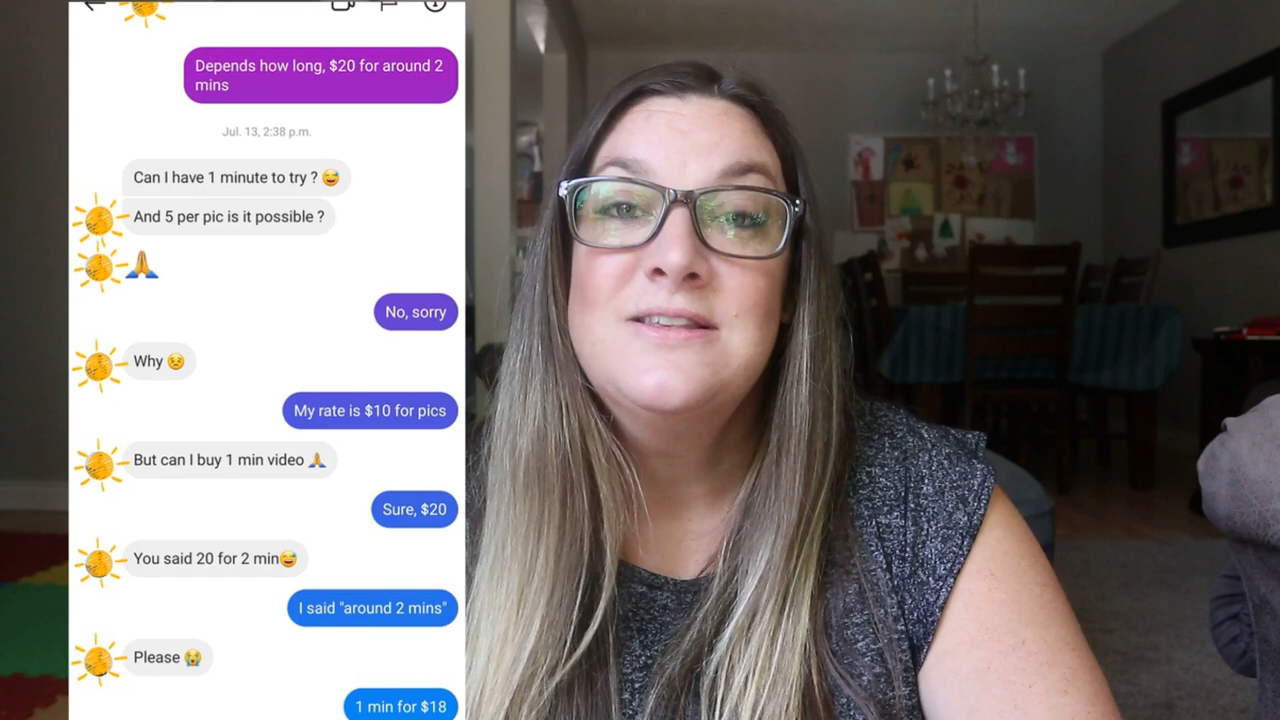 Depends how long, $20 for around 2
mins
Jul. 13, 2:38 p.m.
Can I have 1 minute to try ? 😅
And 5 per pic is it possible ?
🙏
No, sorry
Why 😣
My rate is $10 for pics
But can I buy 1 min video 🙏
Sure, $20
You said 20 for 2 min😅
I said "around 2 mins"
Please 😭
1 min for $18